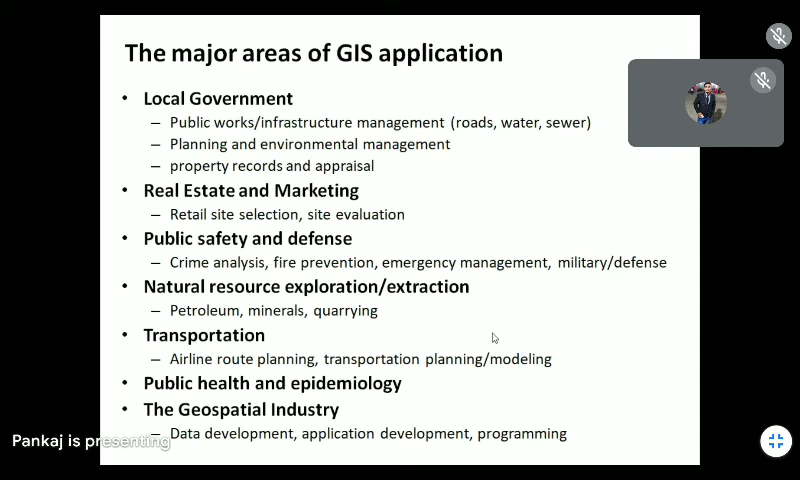 The major areas of GIS application
• Local Government
– Public works/infrastructure management (roads, water, sewer)
– Planning and environmental management
– property records and appraisal
• Real Estate and Marketing
– Retail site selection, site evaluation
• Public safety and defense
– Crime analysis, fire prevention, emergency management, military/defense
• Natural resource exploration/extraction
– Petroleum, minerals, quarrying
• Transportation
– Airline route planning, transportation planning/modeling
• Public health and epidemiology
• The Geospatial Industry
– Data development, application development, programming
Pankaj is presenting